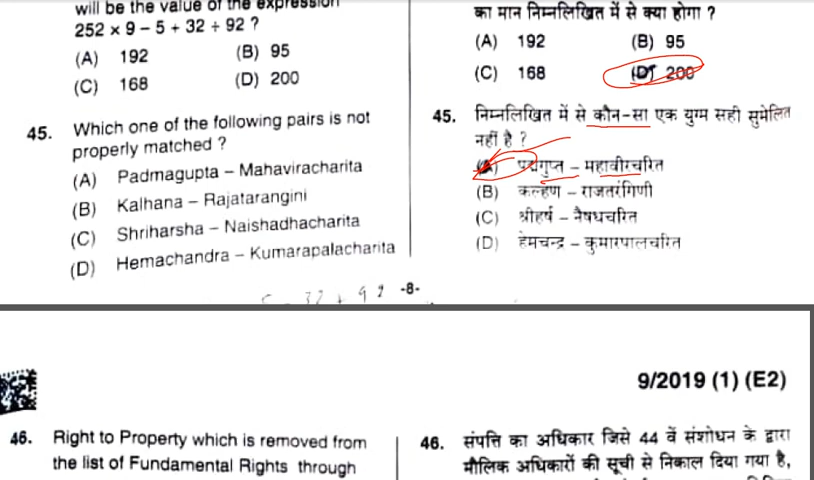 will be the value of the expression
252 × 9 – 5 + 32 ÷ 92 ?
(A) 192
(B) 95
(C) 168
(D) 200
45. Which one of the following pairs is not
properly matched ?
(A) Padmagupta – Mahaviracharita
(B) Kalhana – Rajatarangini
(C) Shriharsha – Naishadhacharita
(D) Hemachandra – Kumarapalacharita
का मान निम्नलिखित में से क्या होगा ?
(A) 192
(B) 95
(C) 168
(D) 200
45. निम्नलिखित में से कौन-सा एक युग्म सही सुमेलित
नहीं है ?
(A) पद्मगुप्त – महावीरचरित
(B) कल्हण – राजतरंगिणी
(C) श्रीहर्ष – नैषधचरित
(D) हेमचन्द्र – कुमारपालचरित
-8-
9/2019 (1) (E2)
46. Right to Property which is removed from
the list of Fundamental Rights through
46. संपत्ति का अधिकार जिसे 44 वें संशोधन के द्वारा
मौलिक अधिकारों की सूची से निकाल दिया गया है,